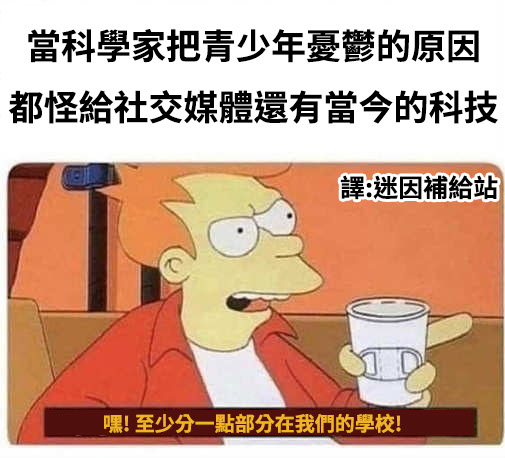 當科學家把青少年憂鬱的原因
都怪給社交媒體還有當今的科技
譯:迷因補給站
嘿! 至少分一點部分在我們的學校!